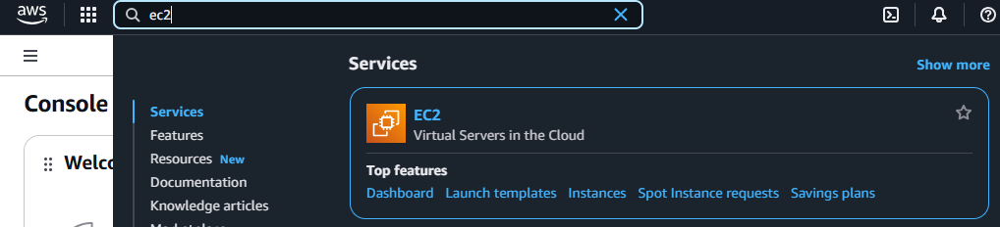 aws
ec2
Services
Show more
Console
Welco
Services
Features
Resources New
Documentation
Knowledge articles
EC2
Virtual Servers in the Cloud
Top features
Dashboard Launch templates Instances Spot Instance requests Savings plans